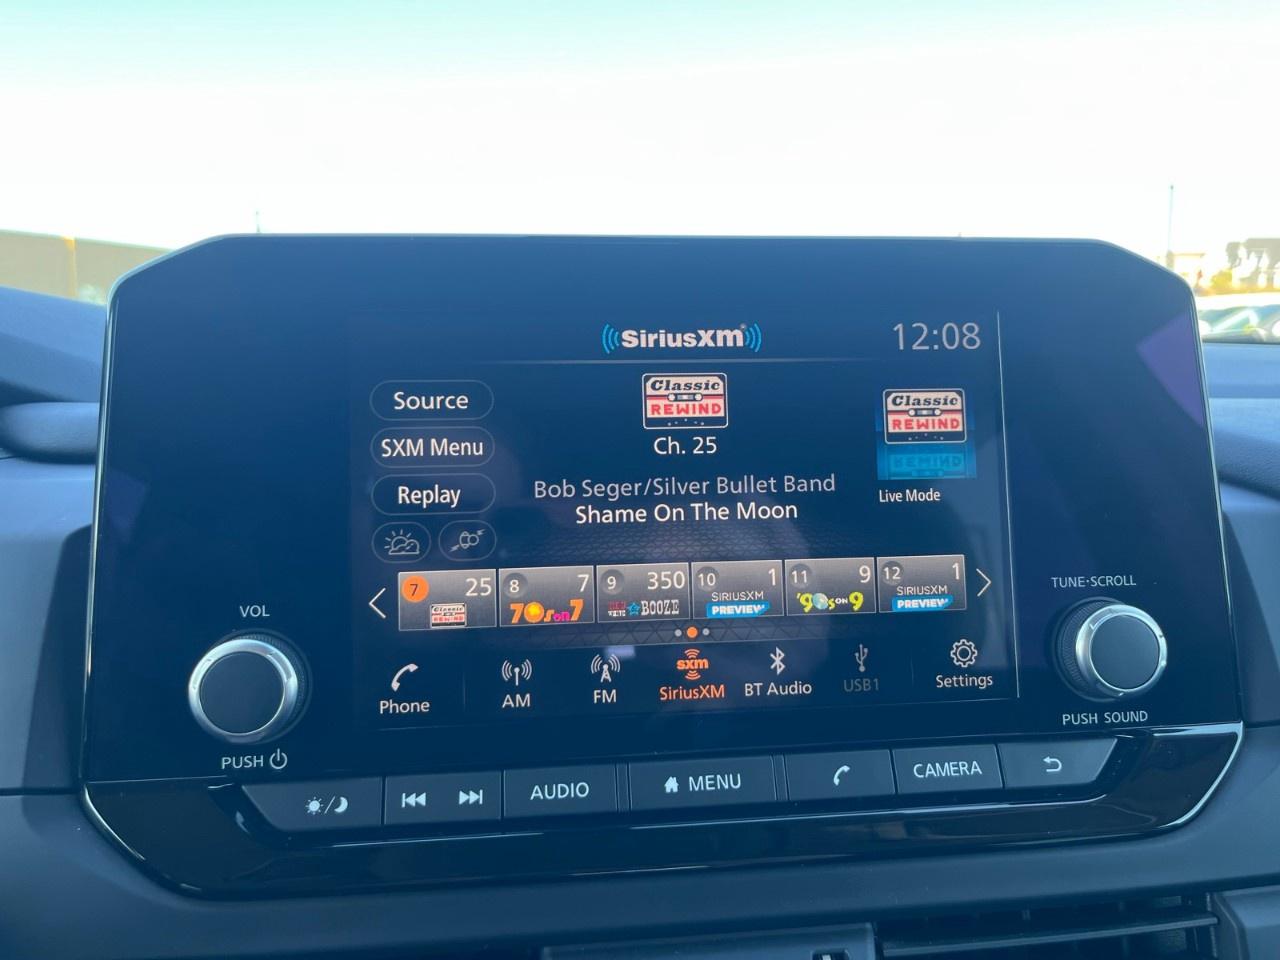 SiriusXM
12:08
Source
SXM Menu
Replay
Classic
REWIND
Ch. 25
Bob Seger/Silver Bullet Band
Shame On The Moon
Classic
REWIND
Live Mode
7 25
Classic
REWIND
8 7
70s on 7
9 350
BOOZE
10 1
SIRIUSXM
PREVIEW
11 9
'90s ON 9
12 1
SIRIUSXM
PREVIEW
Phone
AM
FM
sxm
SiriusXM
BT Audio
USB1
Settings
VOL
PUSH
TUNE·SCROLL
PUSH SOUND
AUDIO
MENU
CAMERA